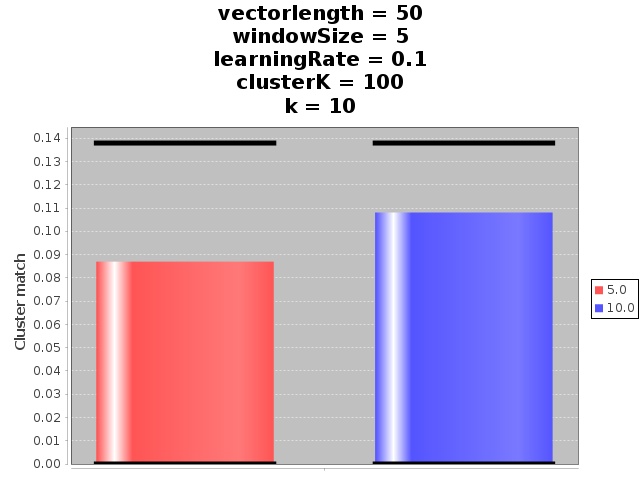 vectorlength = 50
windowSize = 5
learningRate = 0.1
clusterK = 100
k = 10
0.14
0.13
0.12
0.11
0.10
0.09
0.08
0.07
0.06
0.05
0.04
0.03
0.02
0.01
0.00
Cluster match
5.0
10.0